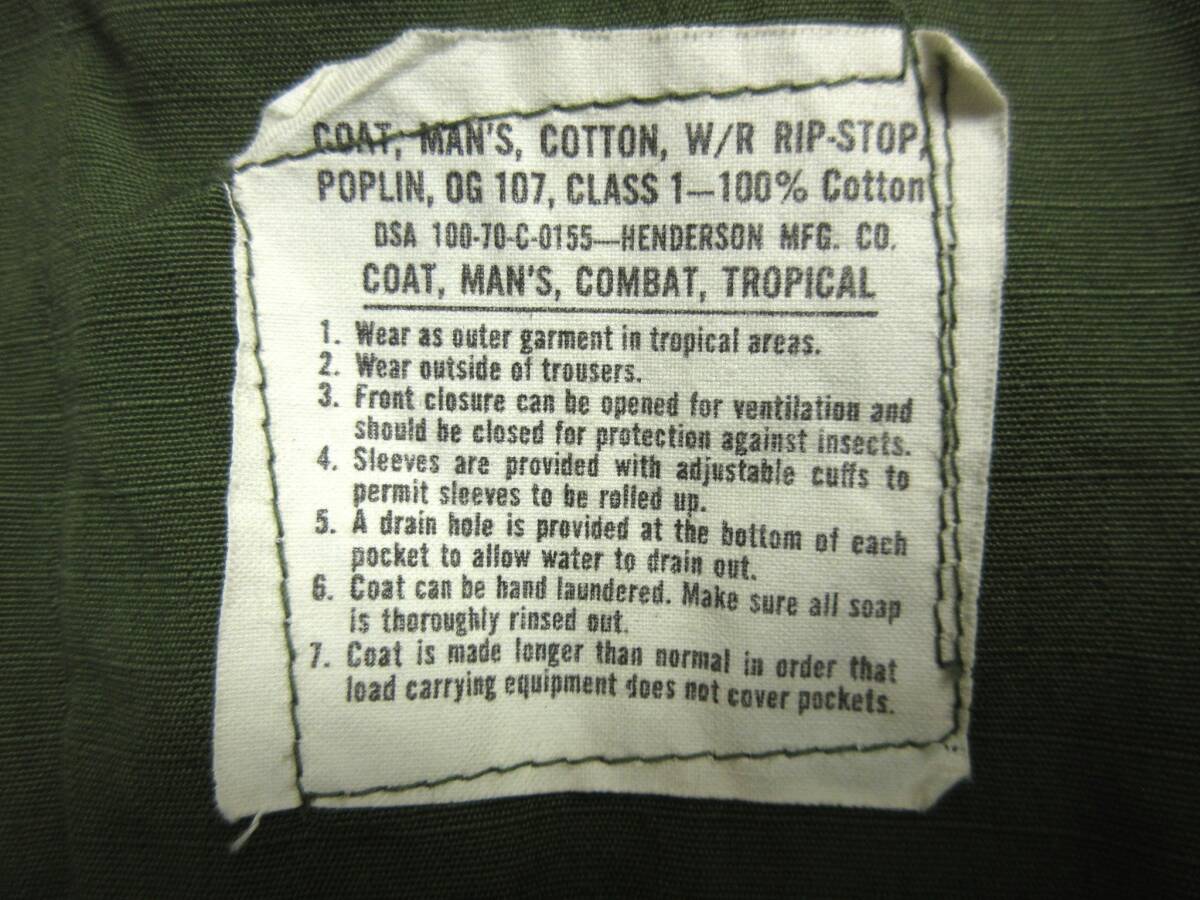 COAT, MAN'S, COTTON, W/R RIP-STOP,
POPLIN, OG 107, CLASS 1—100% Cotton
DSA 100-70-C-0155—HENDERSON MFG. CO.
COAT, MAN'S, COMBAT, TROPICAL
1. Wear as outer garment in tropical areas.
2. Wear outside of trousers.
3. Front closure can be opened for ventilation and
should be closed for protection against insects.
4. Sleeves are provided with adjustable cuffs to
permit sleeves to be rolled up.
5. A drain hole is provided at the bottom of each
pocket to allow water to drain out.
6. Coat can be hand laundered. Make sure all soap
is thoroughly rinsed out.
7. Coat is made longer than normal in order that
load carrying equipment does not cover pockets.